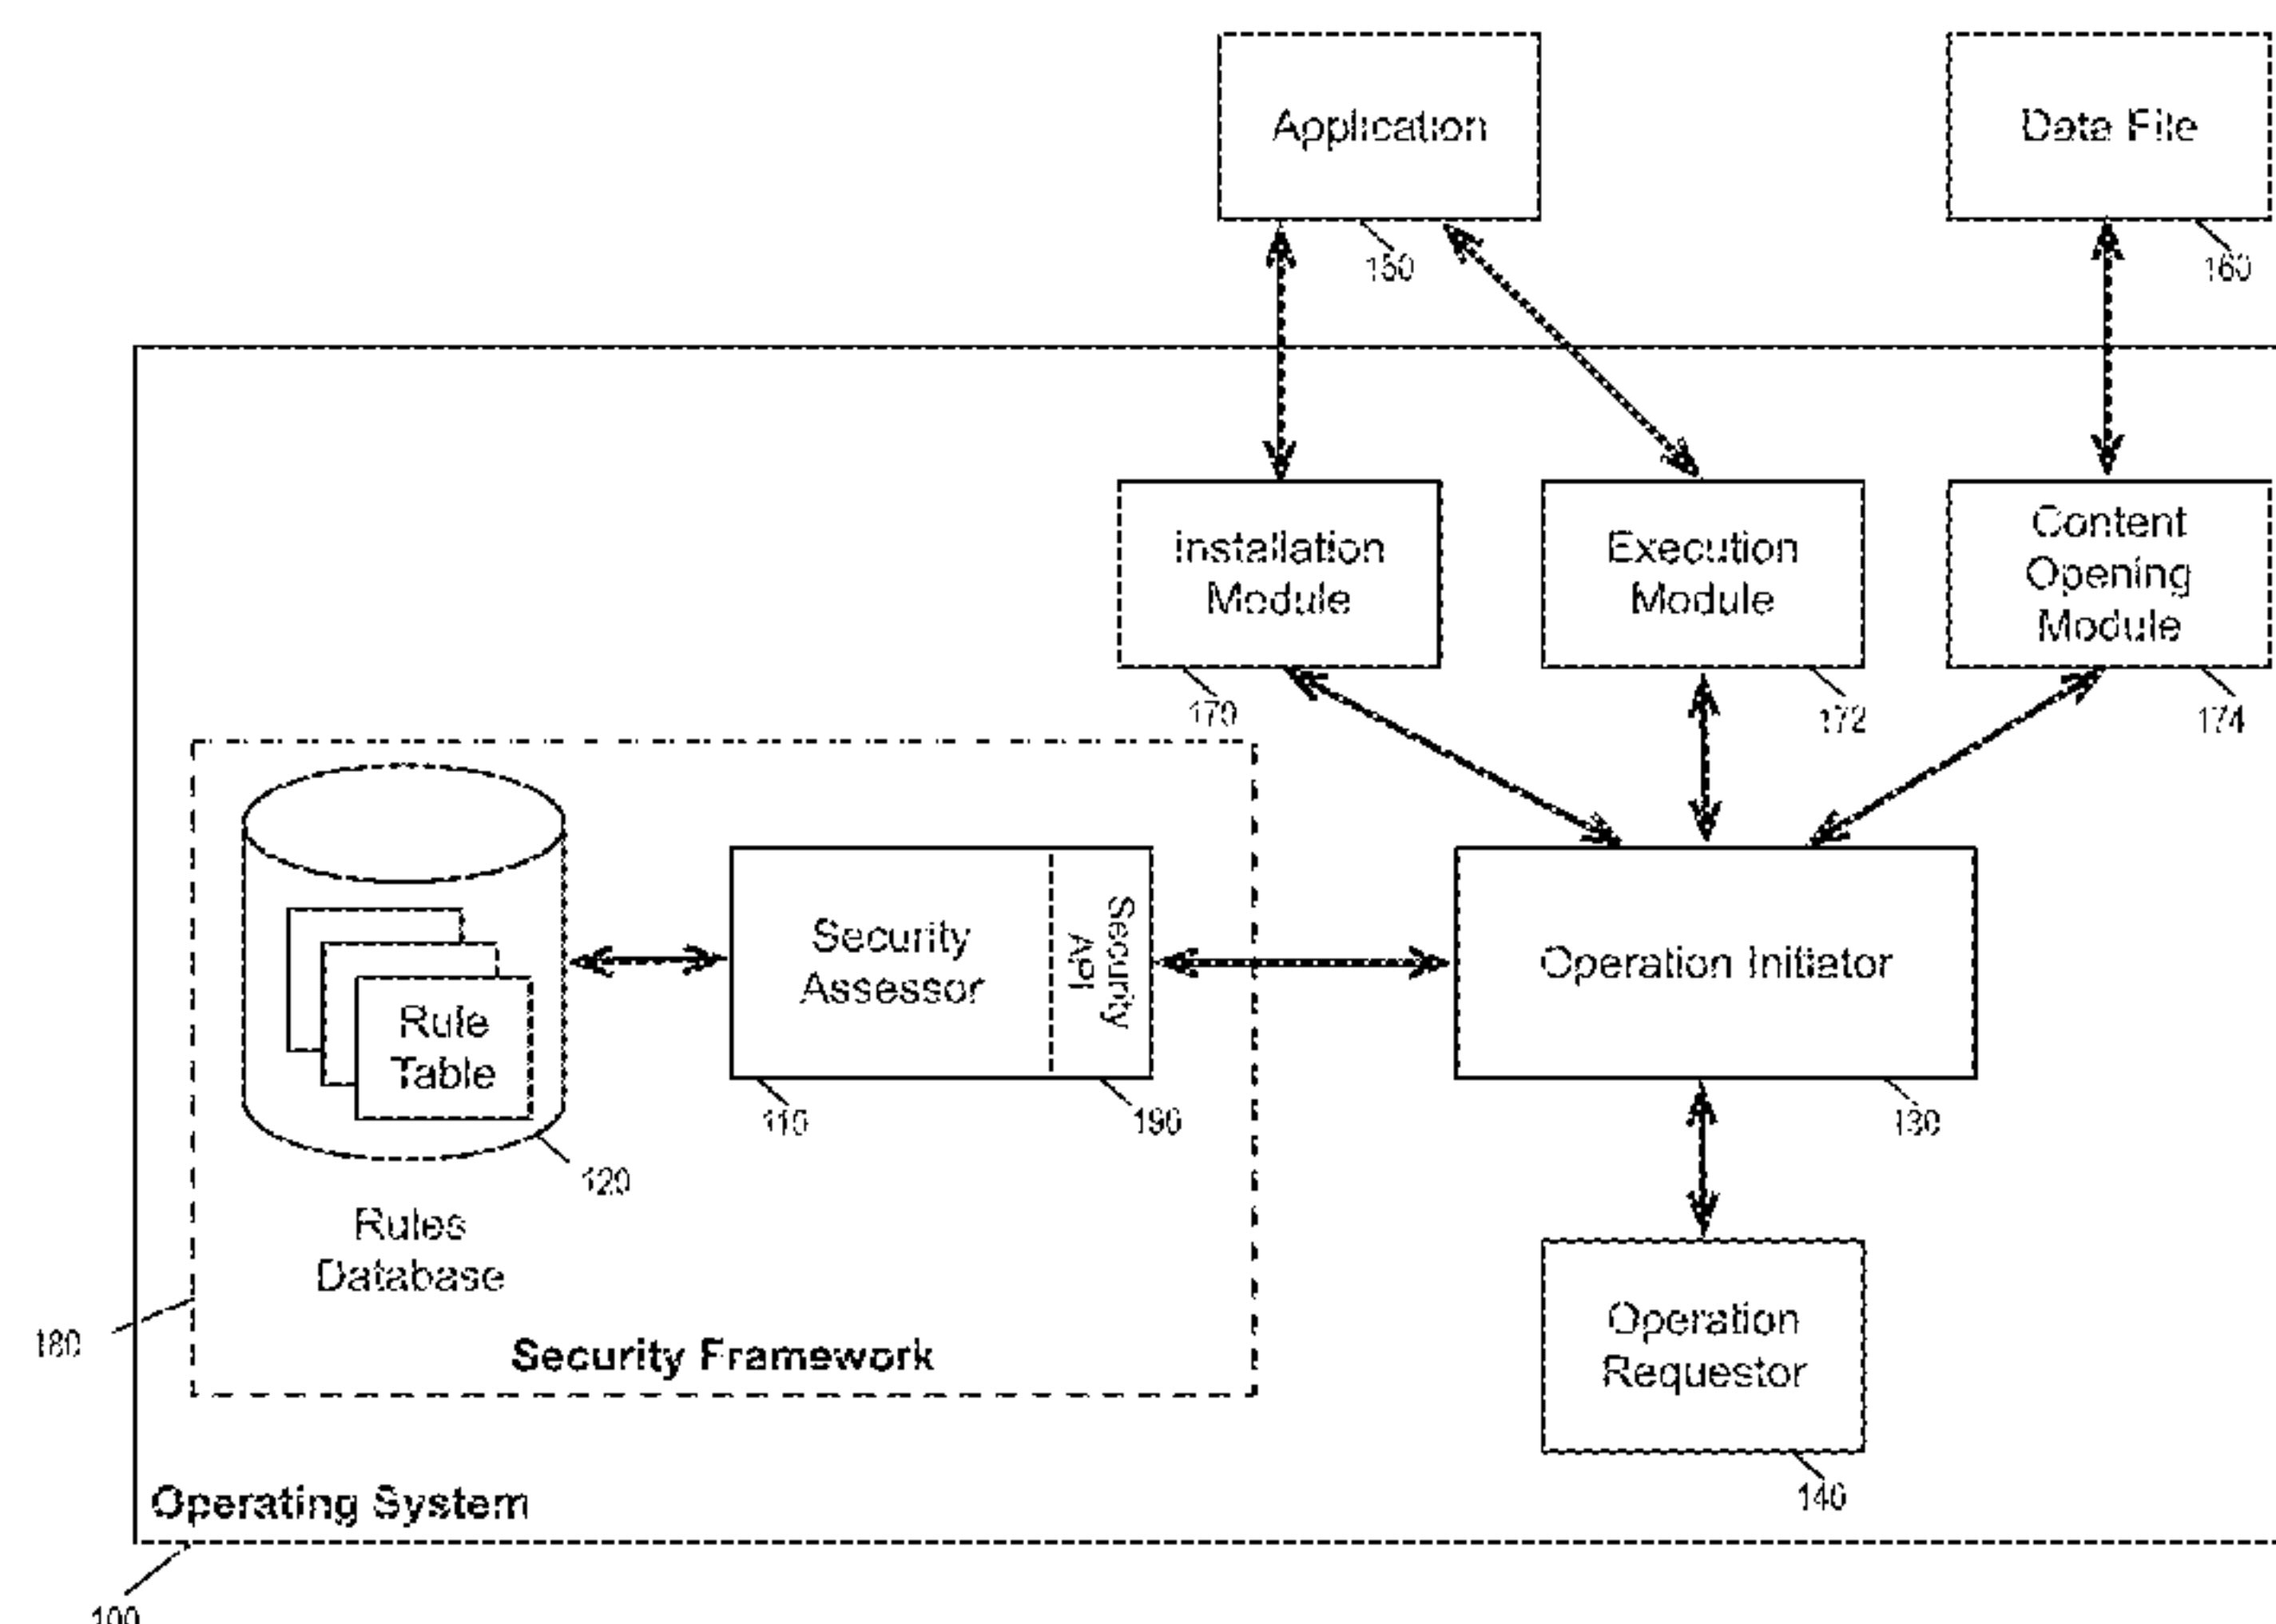 Application
Data File
150
160
Installation
Module
Execution
Module
Content
Opening
Module
170
172
174
Security
Assessor
Security
API
Operation Initiator
Rule
Table
110
190
130
120
Rules
Database
180
Security Framework
Operation
Requestor
140
Operating System
100